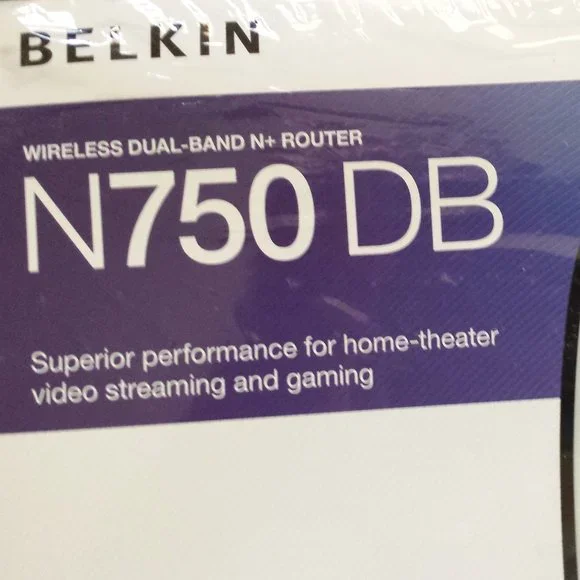 BELKIN
WIRELESS DUAL-BAND N+ ROUTER
N750 DB
Superior performance for home-theater
video streaming and gaming